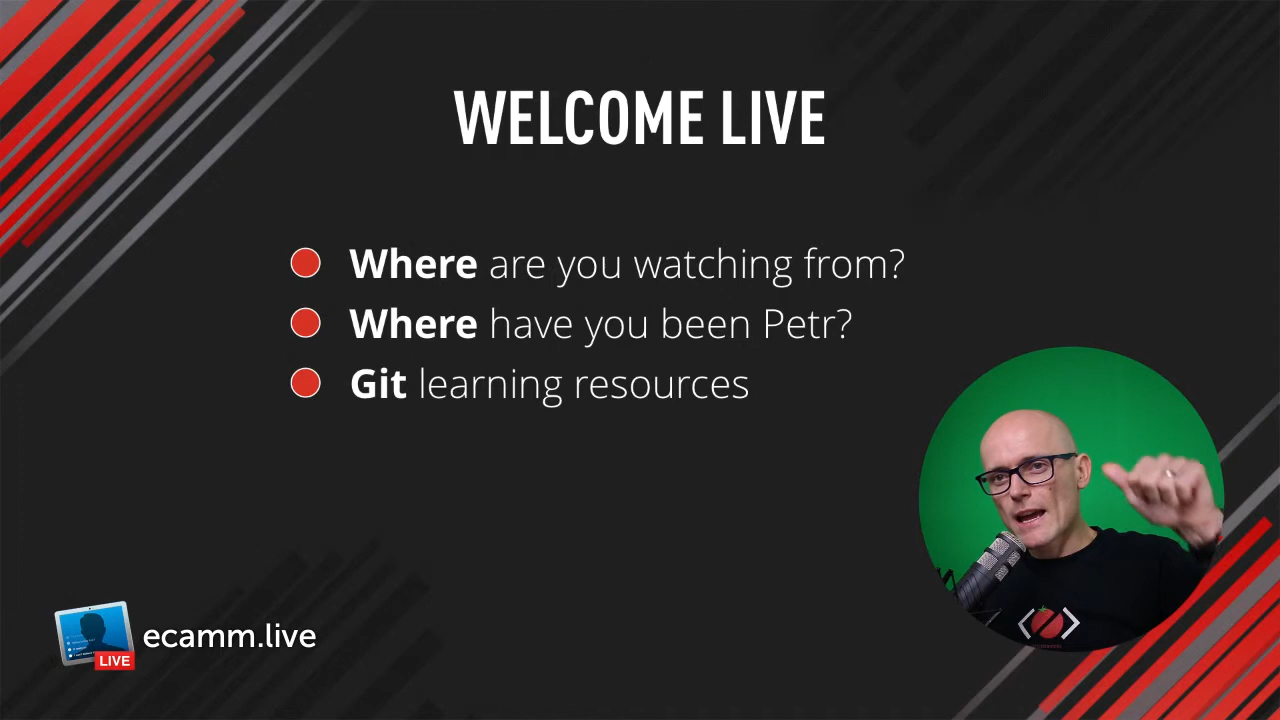 WELCOME LIVE
Where are you watching from?
Where have you been Petr?
Git learning resources
LIVE
ecamm.live